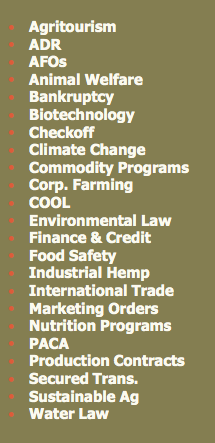 Agritourism
ADR
AFOs
Animal Welfare
Bankruptcy
Biotechnology
Checkoff
Climate Change
Commodity Programs
Corp. Farming
COOL
Environmental Law
Finance & Credit
Food Safety
Industrial Hemp
International Trade
Marketing Orders
Nutrition Programs
PACA
Production Contracts
Secured Trans.
Sustainable Ag
Water Law